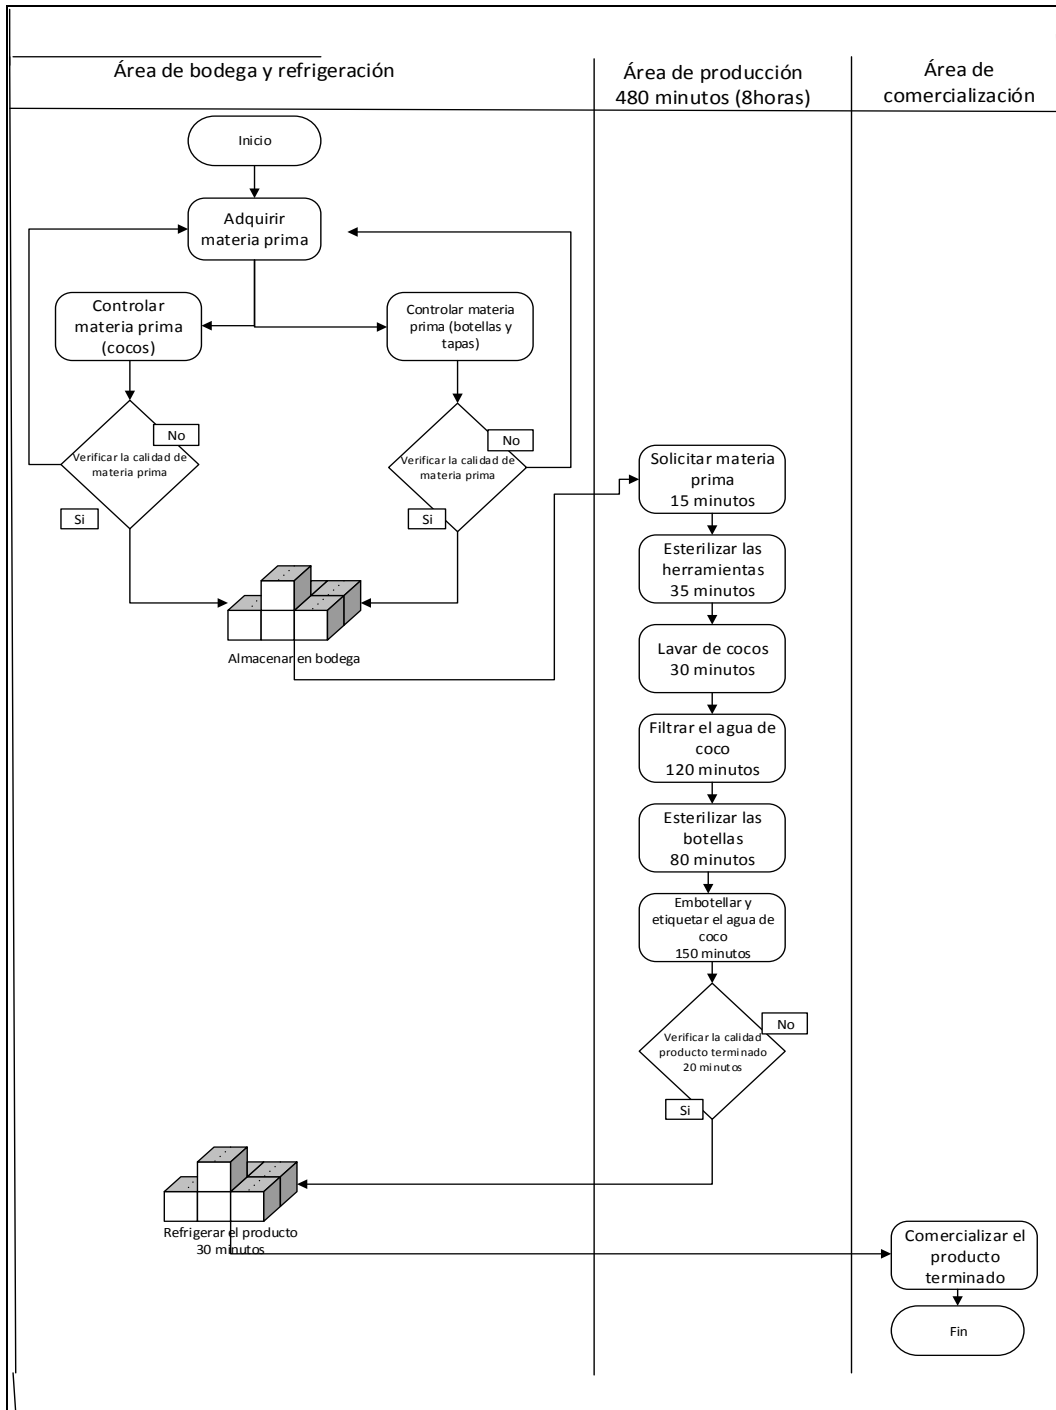 Área de bodega y refrigeración
Área de producción
480 minutos (8horas)
Área de
comercialización
Inicio
Adquirir
materia prima
Controlar
materia prima
(cocos)
Controlar materia
prima (botellas y
tapas)
No
Verificar la calidad de
materia prima
Si
No
Verificar la calidad de
materia prima
Si
Almacenar en bodega
Solicitar materia
prima
15 minutos
Esterilizar las
herramientas
35 minutos
Lavar de cocos
30 minutos
Filtrar el agua de
coco
120 minutos
Esterilizar las
botellas
80 minutos
Embotellar y
etiquetar el agua de
coco
150 minutos
No
Verificar la calidad
producto terminado
20 minutos
Si
Refrigerar el producto
30 minutos
Comercializar el
producto
terminado
Fin